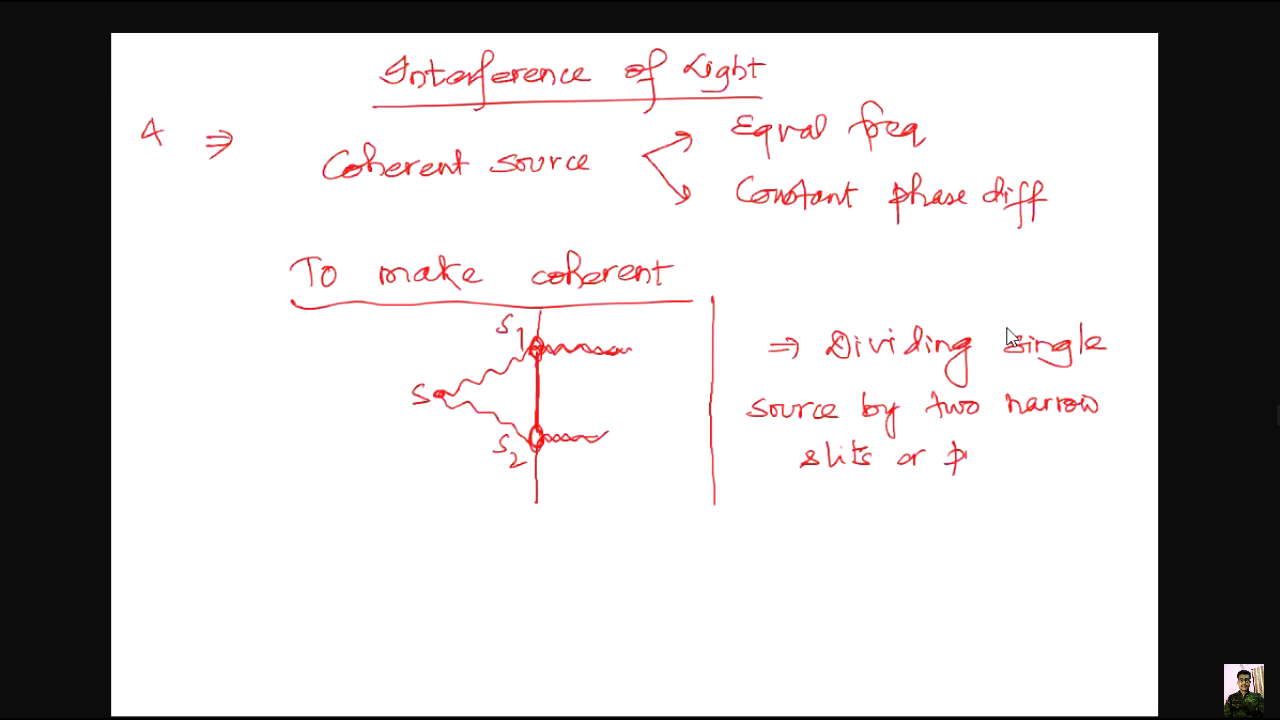 Interference of Light
4 ⇒
Coherent source
Equal freq
Constant phase diff
To make coherent
S1
S
S2
⇒ Dividing single
source by two narrow
slits or p